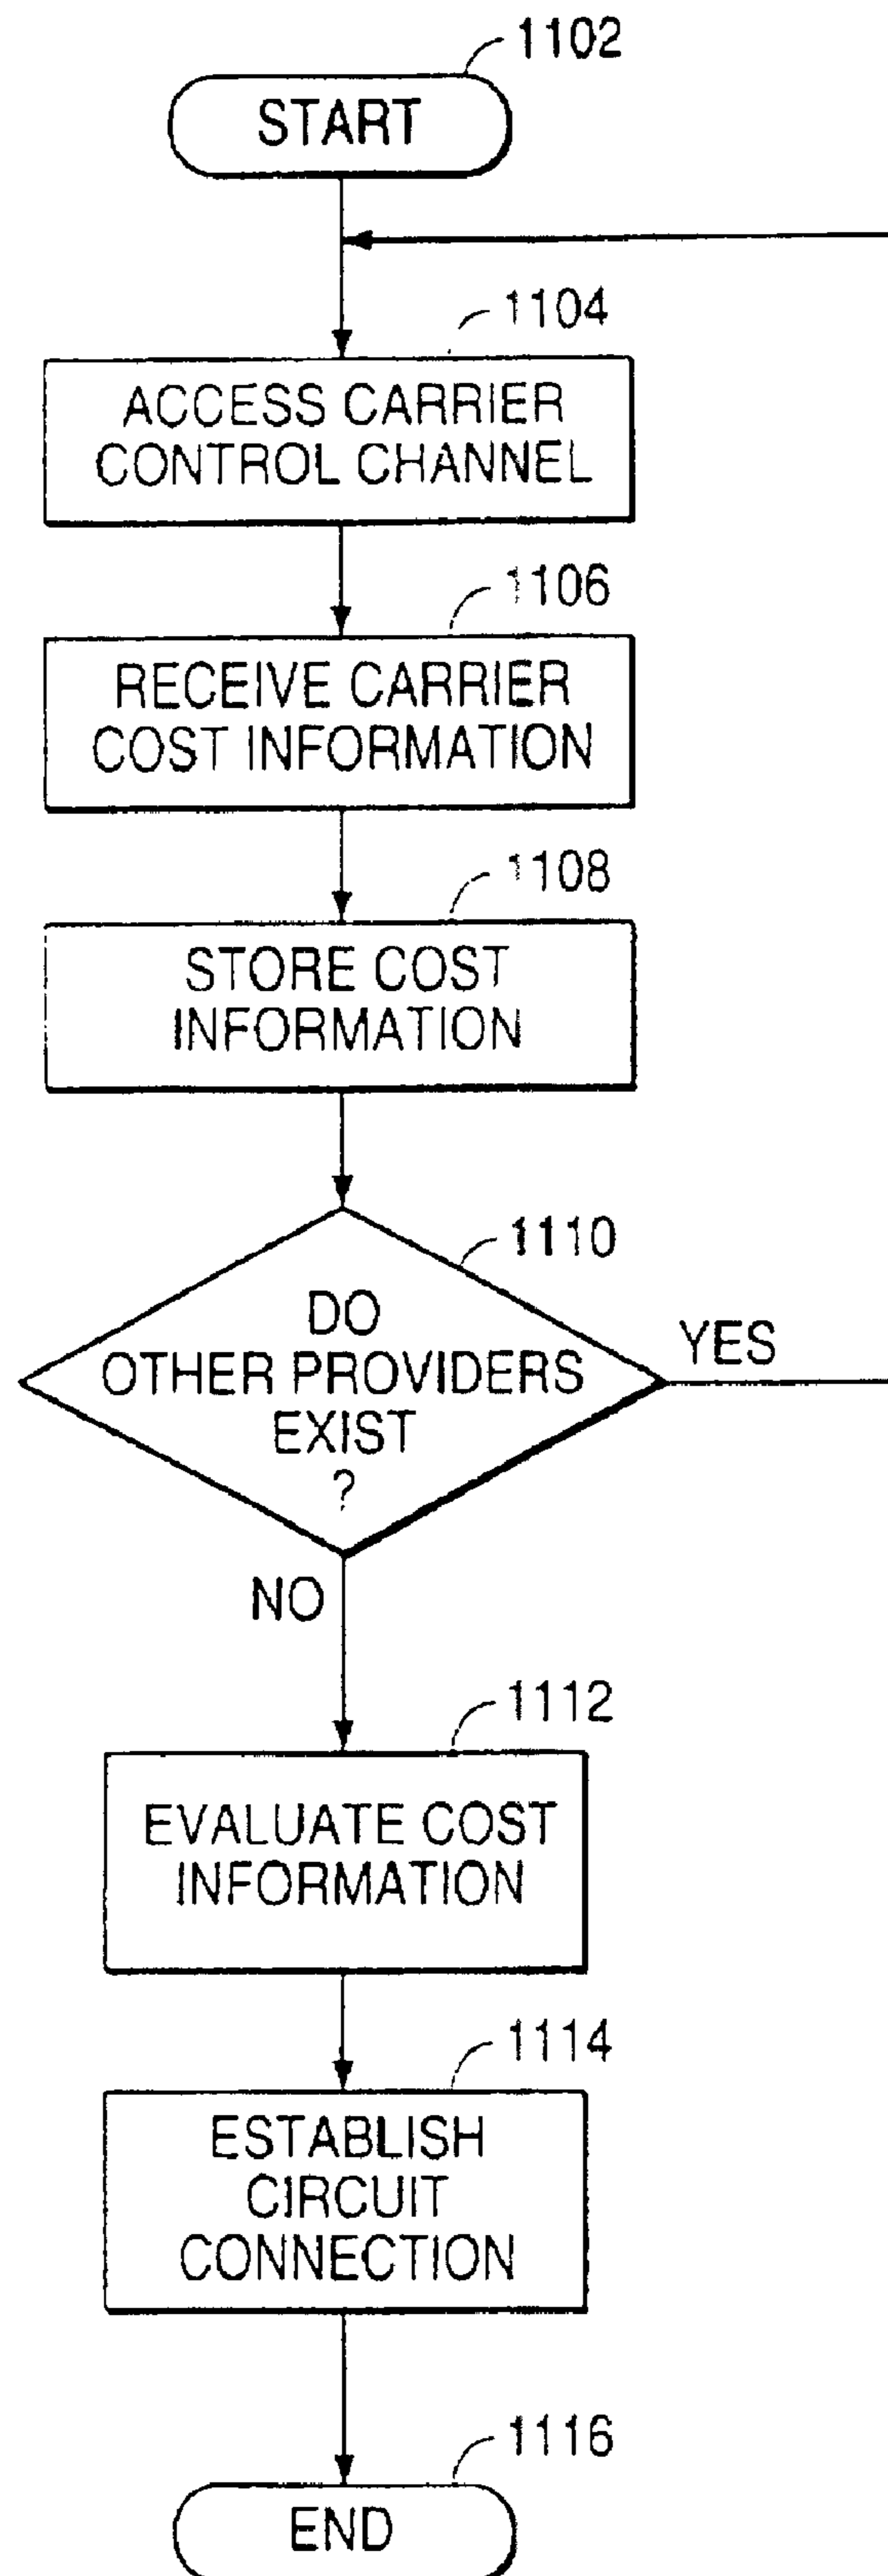 1102
START
1104
ACCESS CARRIER
CONTROL CHANNEL
1106
RECEIVE CARRIER
COST INFORMATION
1108
STORE COST
INFORMATION
1110
DO
OTHER PROVIDERS
EXIST
?
YES
NO
1112
EVALUATE COST
INFORMATION
1114
ESTABLISH
CIRCUIT
CONNECTION
1116
END